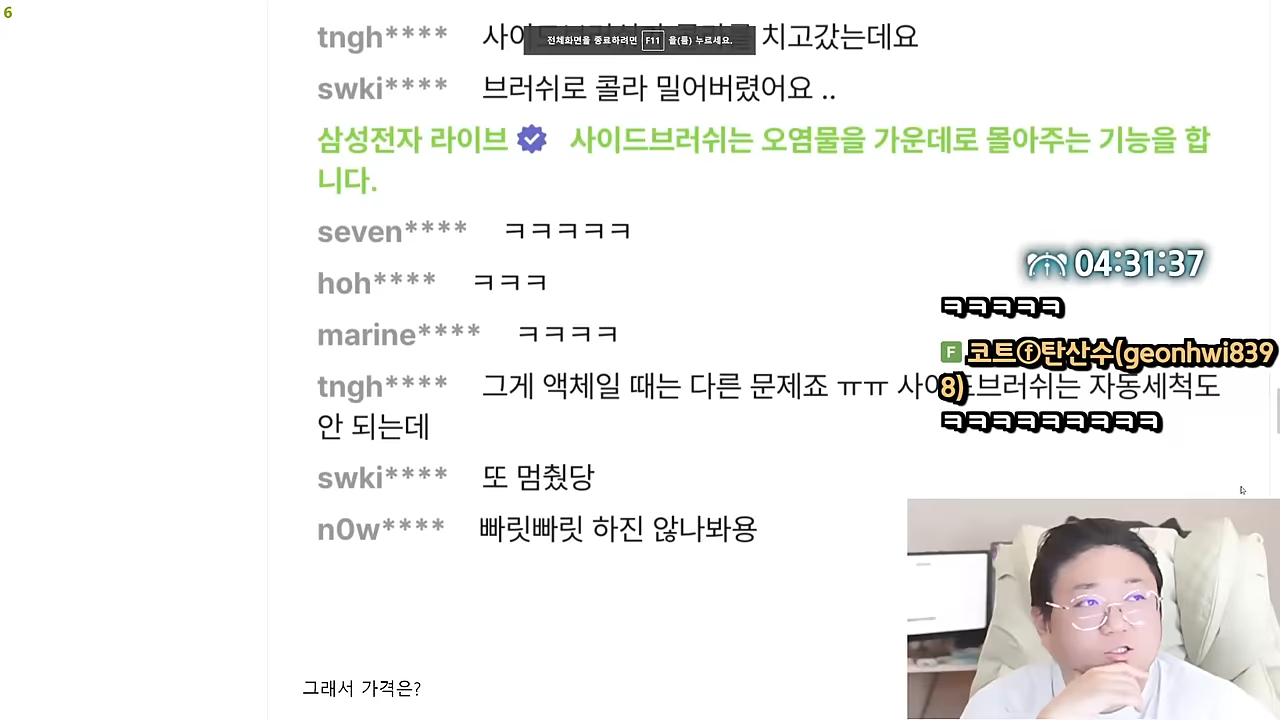 6
tngh**** 사이 치고갔는데요
전체화면을 종료하려면 F11 을(를) 누르세요.
swki**** 브러쉬로 콜라 밀어버렸어요 ..
삼성전자 라이브 사이드브러쉬는 오염물을 가운데로 몰아주는 기능을 합
니다.
seven**** ㅋㅋㅋㅋㅋ
04:31:37
hoh**** ㅋㅋㅋ
ㅋㅋㅋㅋㅋ
marine**** ㅋㅋㅋㅋ
F 코트ⓕ탄산수(geonhwi839
8)
tngh**** 그게 액체일 때는 다른 문제죠 ㅠㅠ 사이드브러쉬는 자동세척도
안 되는데
ㅋㅋㅋㅋㅋㅋㅋㅋㅋ
swki**** 또 멈췄당
n0w**** 빠릿빠릿 하진 않나봐용
그래서 가격은?